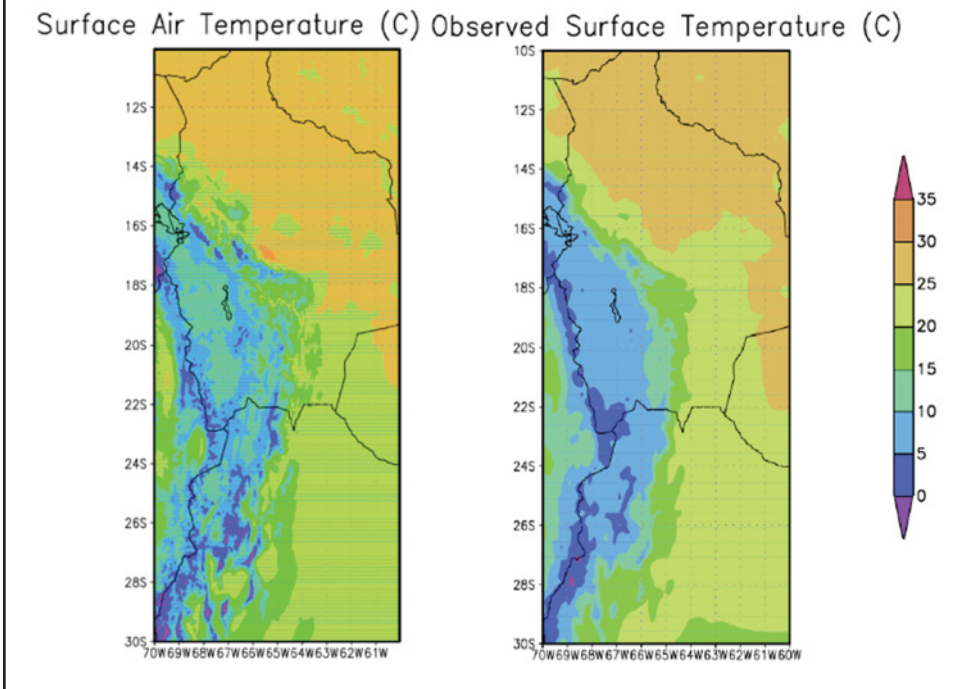 Surface Air Temperature (C)
Observed Surface Temperature (C)
12S
14S
16S
18S
20S
22S
24S
26S
28S
30S
70W69W68W67W66W65W64W63W62W61W
10S
12S
14S
16S
18S
20S
22S
24S
26S
28S
30S
70W69W68W67W66W65W64W63W62W61W60W
35
30
25
20
15
10
5
0